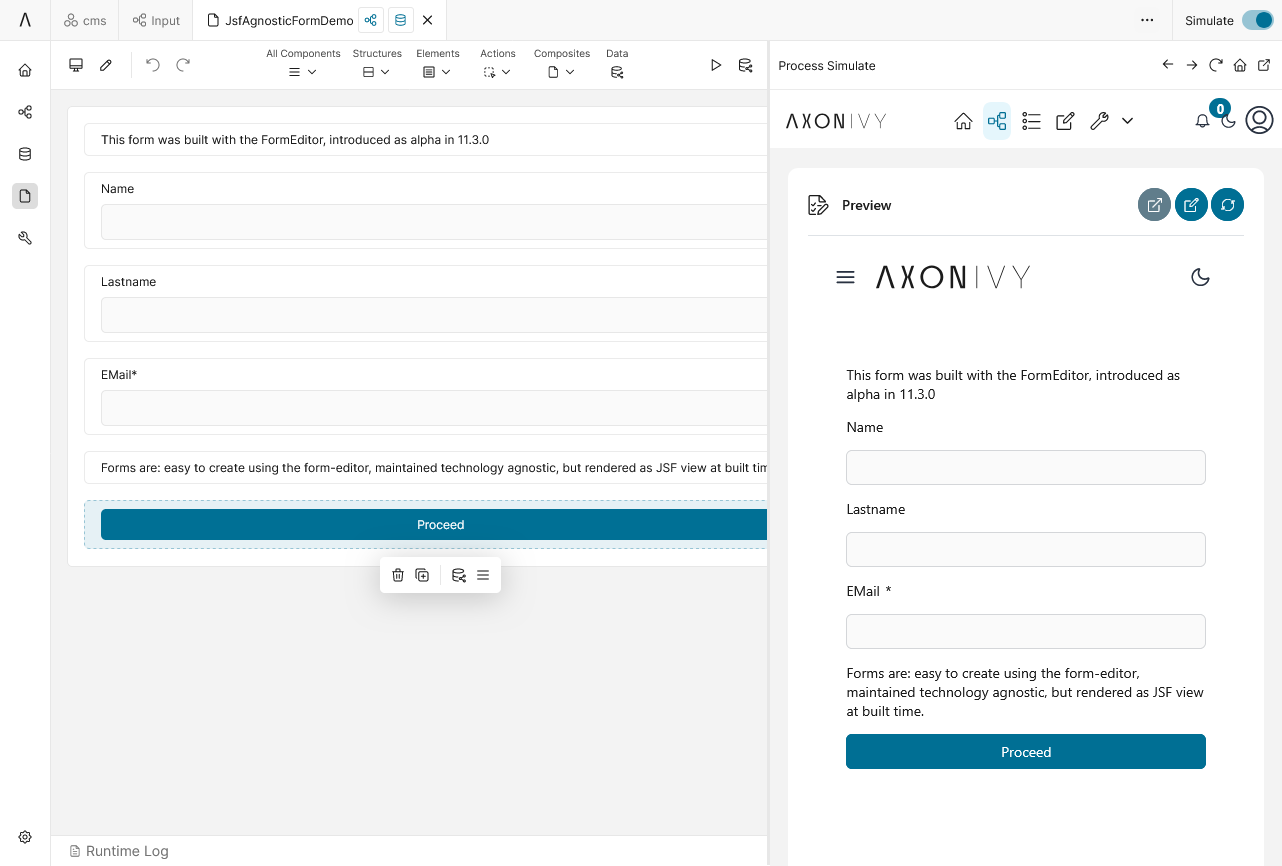 cms
Input
JsfAgnosticFormDemo
Simulate
All Components
Structures
Elements
Actions
Composites
Data
Process Simulate
This form was built with the FormEditor, introduced as alpha in 11.3.0
Name
Lastname
EMail*
Forms are: easy to create using the form-editor, maintained technology agnostic, but rendered as JSF view at built
Proceed
Runtime Log
AXONIVY
0
Preview
AXONIVY
This form was built with the FormEditor, introduced as
alpha in 11.3.0
Name
Lastname
EMail *
Forms are: easy to create using the form-editor,
maintained technology agnostic, but rendered as JSF view
at built time.
Proceed